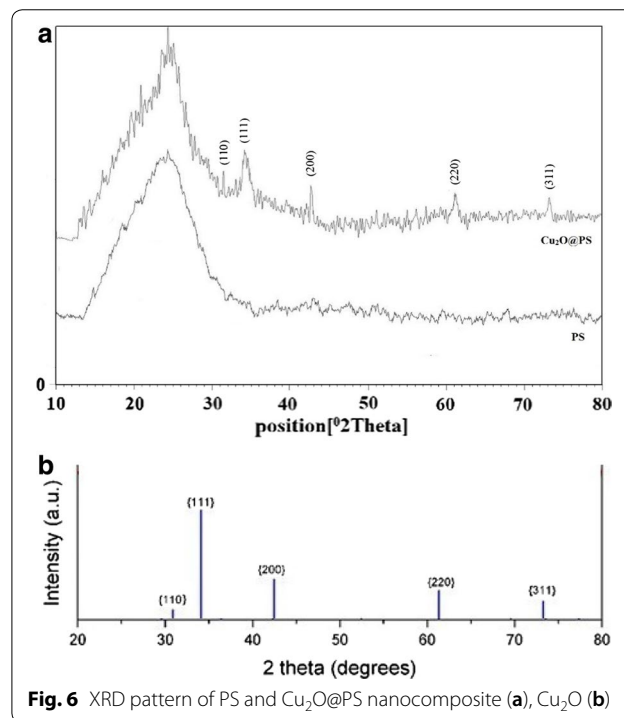 a
(110)
(111)
(200)
(220)
(311)
Cu₂O@PS
PS
0
10 20 30 40 50 60 70 80
position[⁰2Theta]
b
Intensity (a.u.)
{110}
{111}
{200}
{220}
{311}
20 30 40 50 60 70 80
2 theta (degrees)
Fig. 6 XRD pattern of PS and Cu₂O@PS nanocomposite (a), Cu₂O (b)